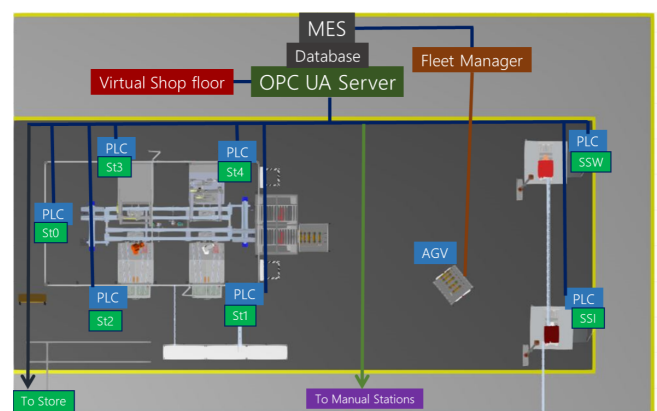 MES
Database
Fleet Manager
Virtual Shop floor
OPC UA Server
PLC
St3
PLC
St4
PLC
SSW
PLC
St0
AGV
PLC
St2
PLC
St1
PLC
SSI
To Store
To Manual Stations